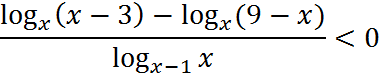 log_x(x − 3) − log_x(9 − x)
log_{x−1} x
< 0